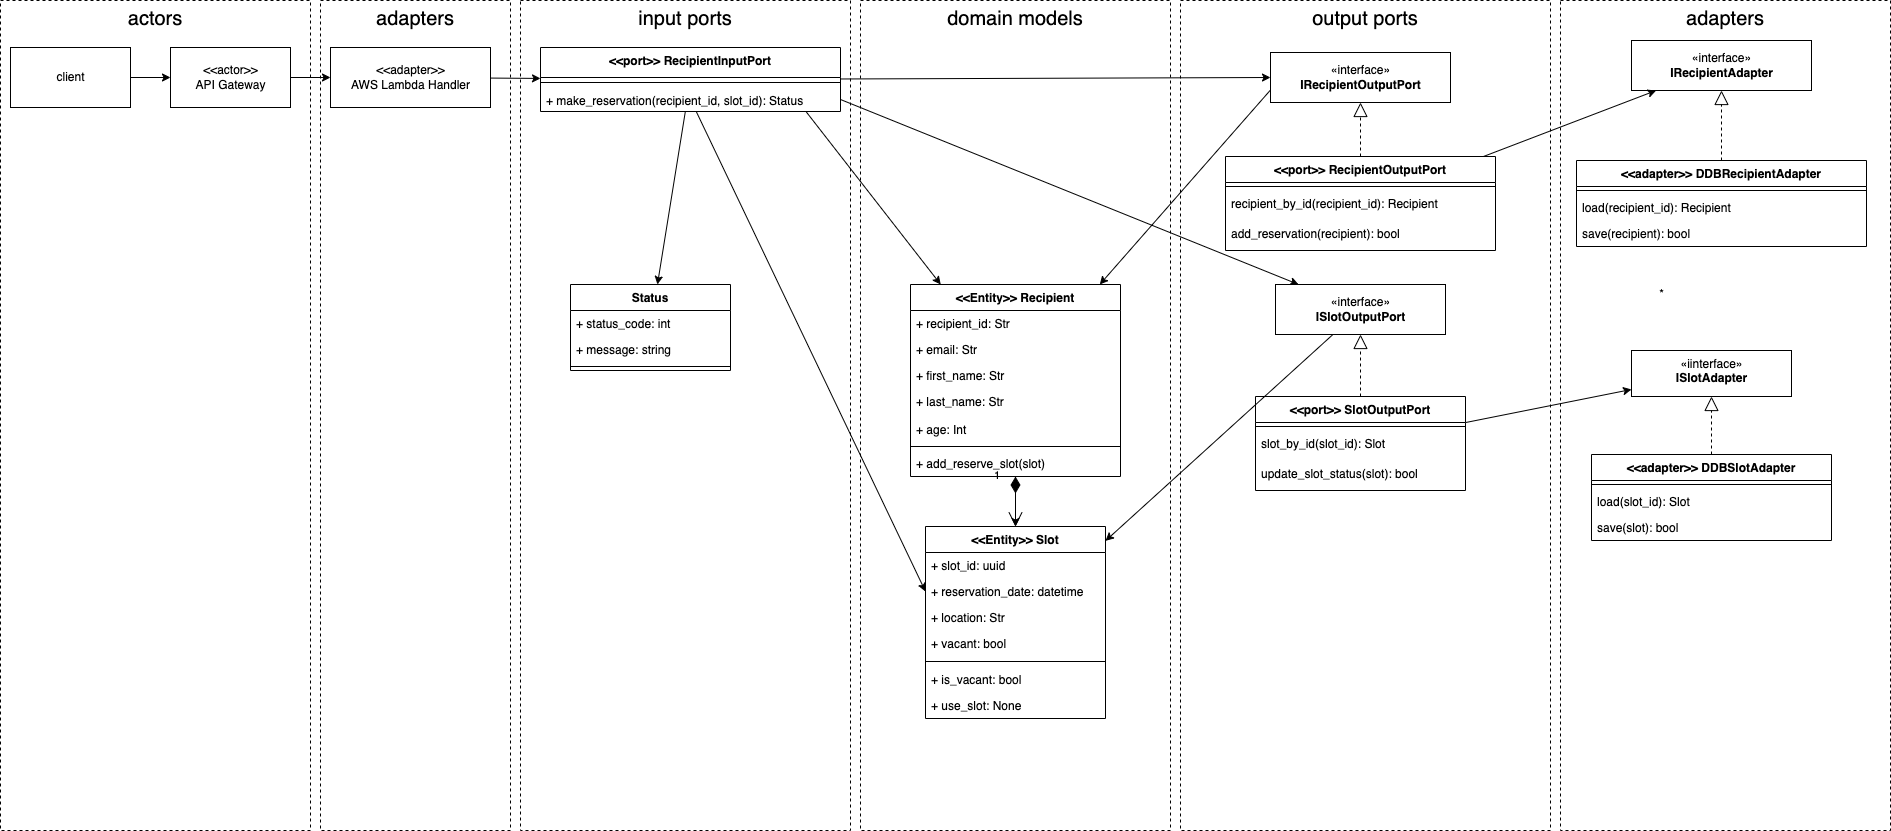 actors
client
<<actor>>
API Gateway
adapters
<<adapter>>
AWS Lambda Handler
input ports
<<port>> RecipientInputPort
+ make_reservation(recipient_id, slot_id): Status
Status
+ status_code: int
+ message: string
domain models
<<Entity>> Recipient
+ recipient_id: Str
+ email: Str
+ first_name: Str
+ last_name: Str
+ age: Int
+ add_reserve_slot(slot)
1
<<Entity>> Slot
+ slot_id: uuid
+ reservation_date: datetime
+ location: Str
+ vacant: bool
+ is_vacant: bool
+ use_slot: None
output ports
«interface»
IRecipientOutputPort
<<port>> RecipientOutputPort
recipient_by_id(recipient_id): Recipient
add_reservation(recipient): bool
«interface»
ISlotOutputPort
<<port>> SlotOutputPort
slot_by_id(slot_id): Slot
update_slot_status(slot): bool
adapters
«interface»
IRecipientAdapter
<<adapter>> DDBRecipientAdapter
load(recipient_id): Recipient
save(recipient): bool
*
«iinterface»
ISlotAdapter
<<adapter>> DDBSlotAdapter
load(slot_id): Slot
save(slot): bool